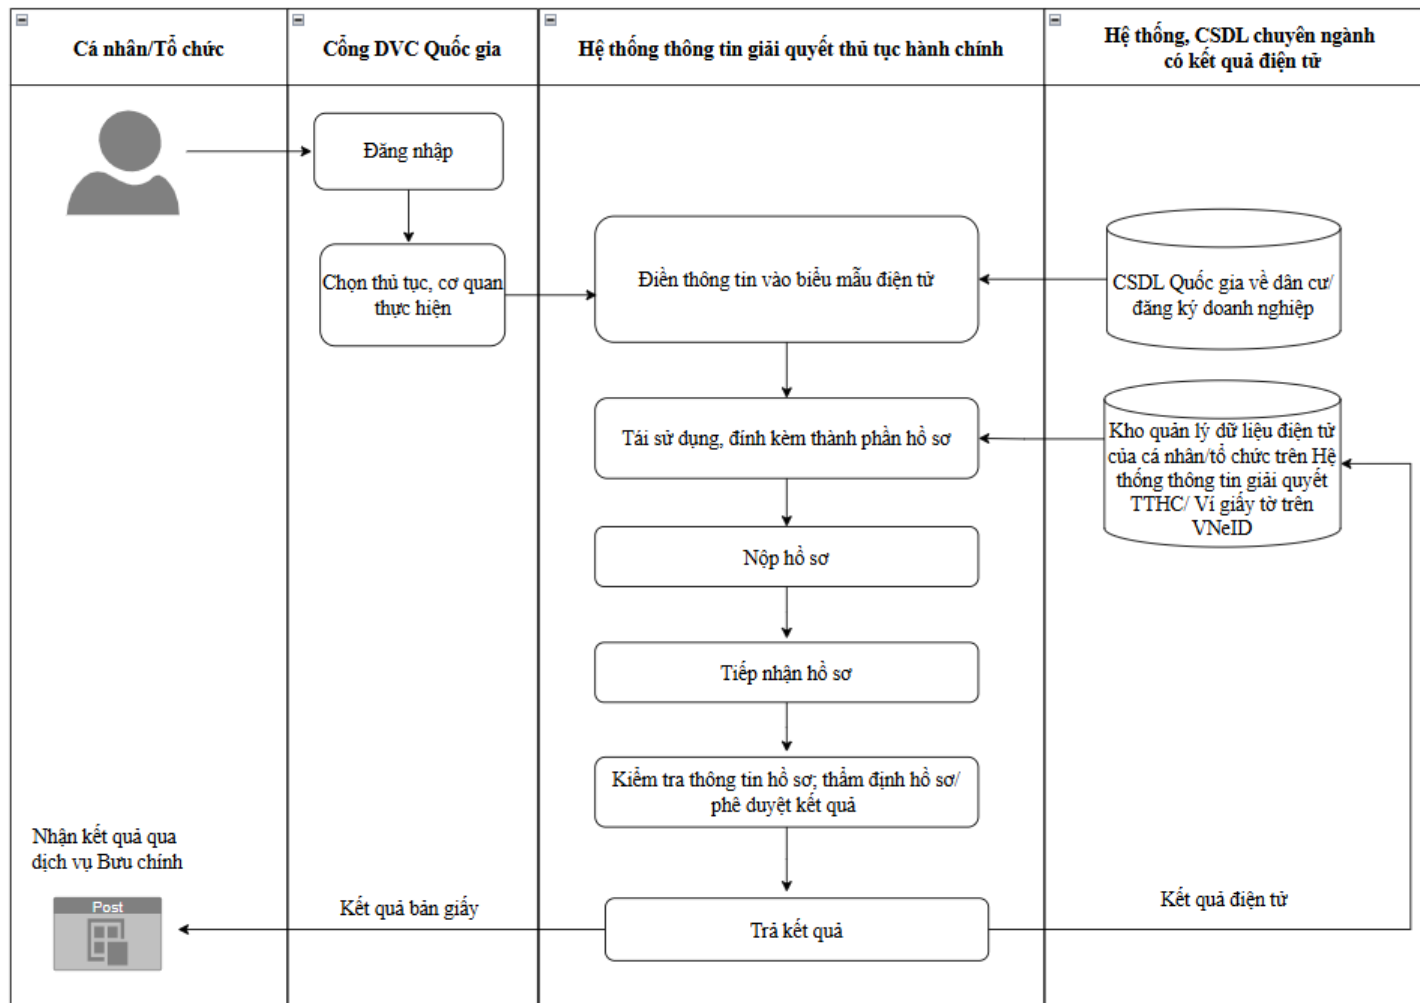 Cá nhân/Tổ chức
Cổng DVC Quốc gia
Hệ thống thông tin giải quyết thủ tục hành chính
Hệ thống, CSDL chuyên ngành
có kết quả điện tử
Đăng nhập
Chọn thủ tục, cơ quan
thực hiện
Điền thông tin vào biểu mẫu điện tử
CSDL Quốc gia về dân cư/
đăng ký doanh nghiệp
Tái sử dụng, đính kèm thành phần hồ sơ
Kho quản lý dữ liệu điện tử
của cá nhân/tổ chức trên Hệ
thống thông tin giải quyết
TTHC/ Ví giấy tờ trên
VNeID
Nộp hồ sơ
Tiếp nhận hồ sơ
Kiểm tra thông tin hồ sơ; thẩm định hồ sơ/
phê duyệt kết quả
Nhận kết quả qua
dịch vụ Bưu chính
Post
Kết quả bản giấy
Trả kết quả
Kết quả điện tử